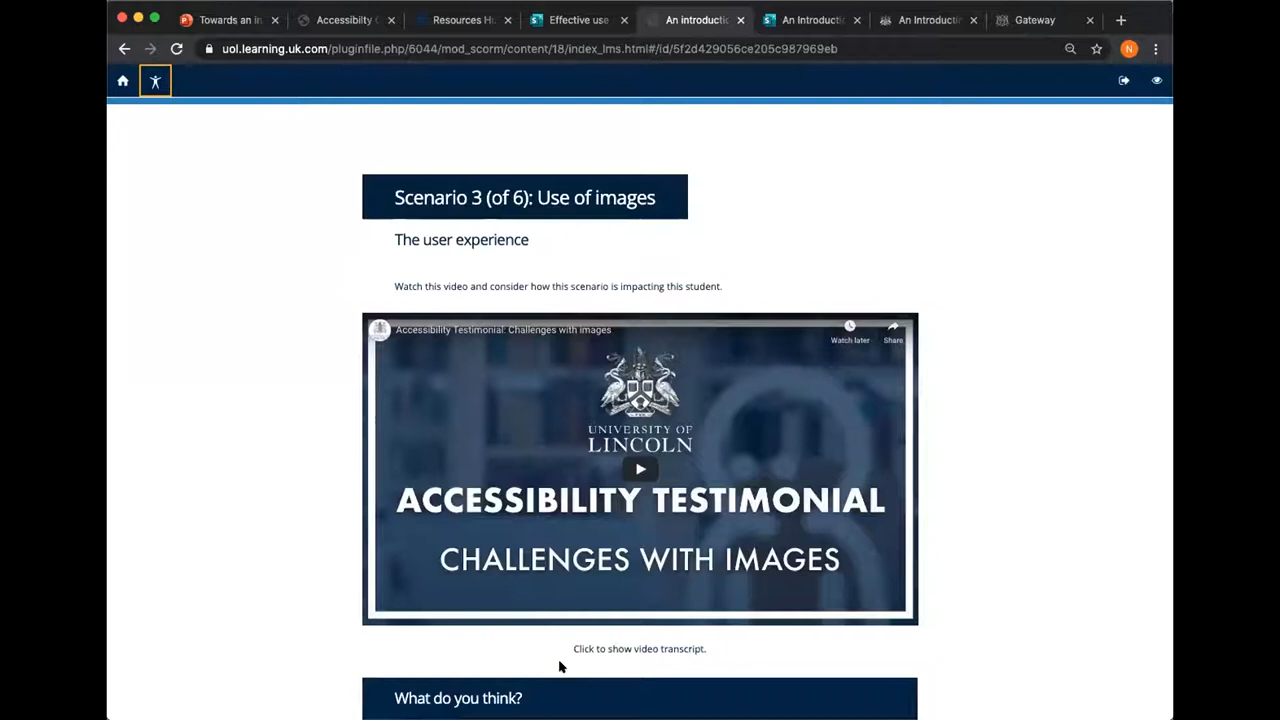 Towards an in
Accessibilty
Resources H
Effective use
An introductic
An Introducti
An Introductic
Gateway
uol.learning.uk.com/pluginfile.php/6044/mod_scorm/content/18/index_lms.html#/id/5f2d429056ce205c987969eb
N
Scenario 3 (of 6): Use of images
The user experience
Watch this video and consider how this scenario is impacting this student.
Accessibility Testimonial: Challenges with images
Watch later
Share
UNIVERSITY OF
LINCOLN
ACCESSIBILITY TESTIMONIAL
CHALLENGES WITH IMAGES
Click to show video transcript.
What do you think?